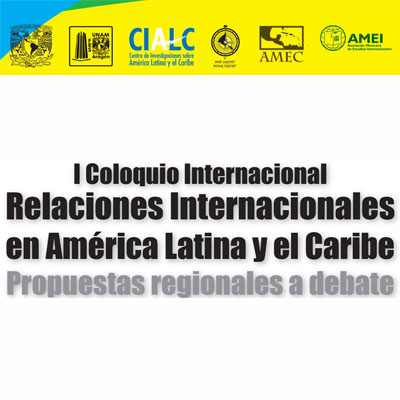 UNAM
Aragón
CIALC
Centro de Investigaciones sobre
América Latina y el Caribe
AMEC
AMEI
Asociación Mexicana
de Estudios Internacionales
I Coloquio Internacional
Relaciones Internacionales
en América Latina y el Caribe
Propuestas regionales a debate